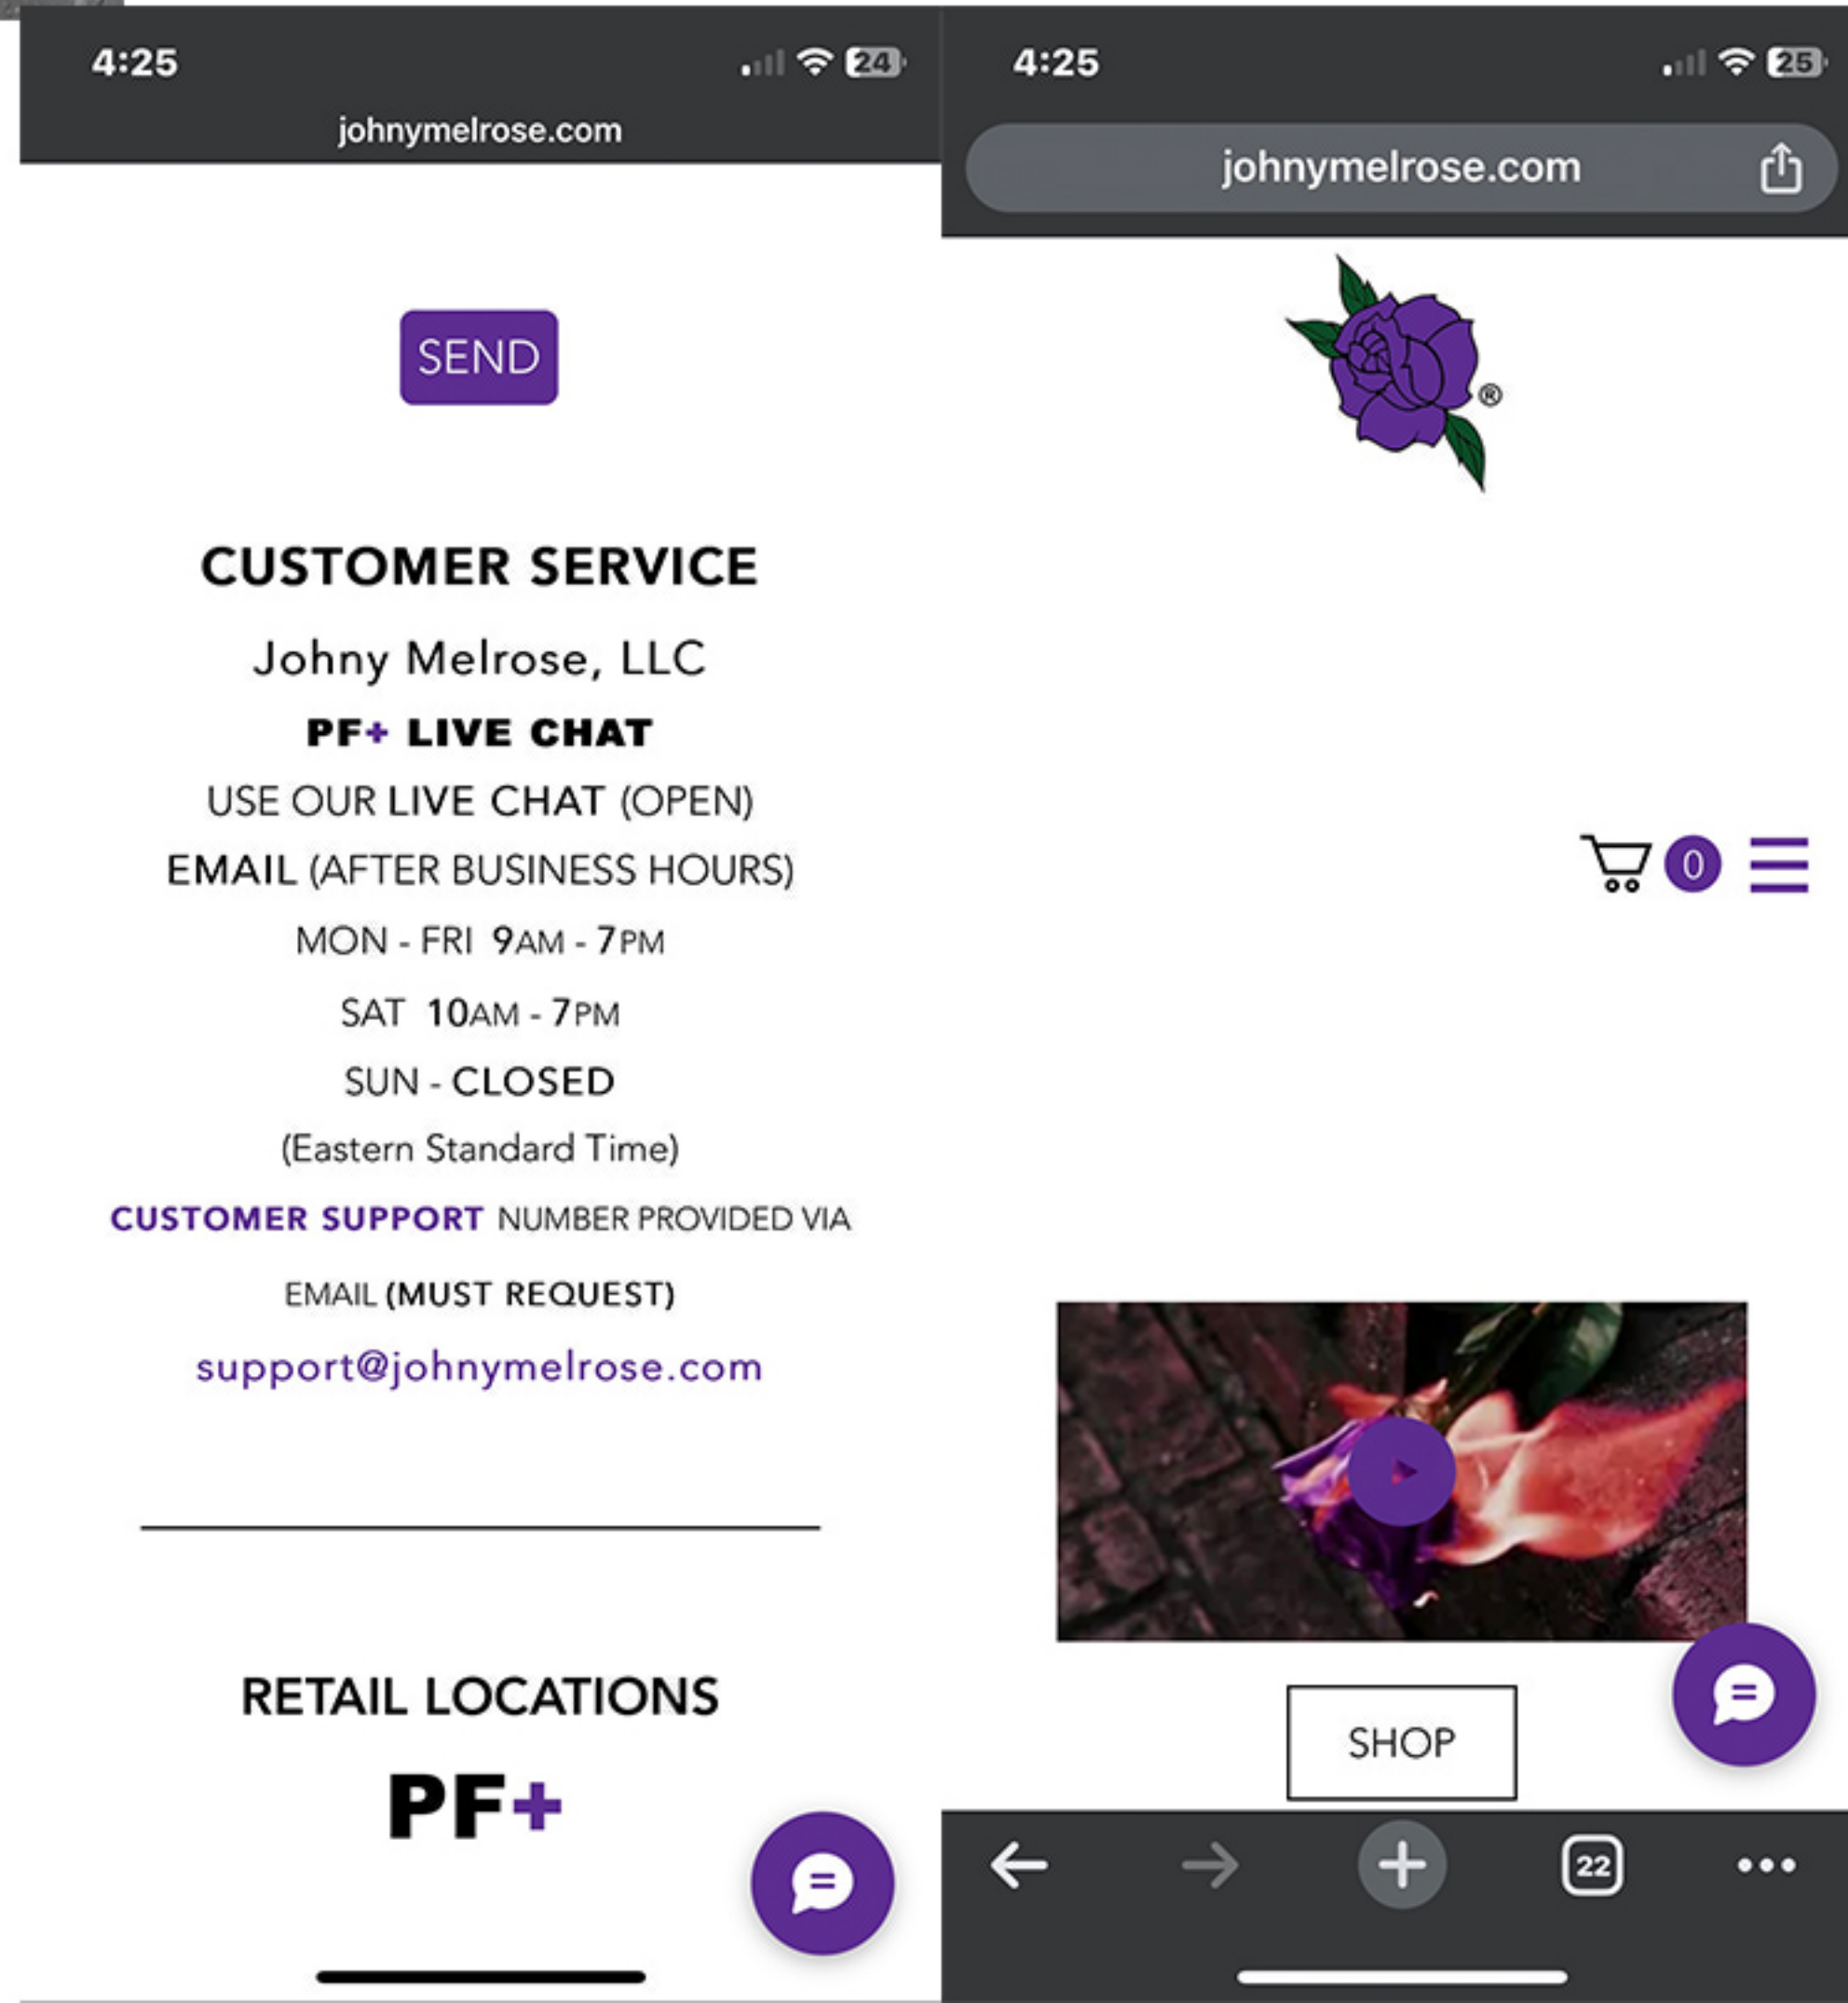 4:25
24
johnymelrose.com
SEND
CUSTOMER SERVICE
Johny Melrose, LLC
PF+ LIVE CHAT
USE OUR LIVE CHAT (OPEN)
EMAIL (AFTER BUSINESS HOURS)
MON - FRI 9AM - 7PM
SAT 10AM - 7PM
SUN - CLOSED
(Eastern Standard Time)
CUSTOMER SUPPORT NUMBER PROVIDED VIA
EMAIL (MUST REQUEST)
support@johnymelrose.com
RETAIL LOCATIONS
PF+
4:25
25
johnymelrose.com
®
0
SHOP
22